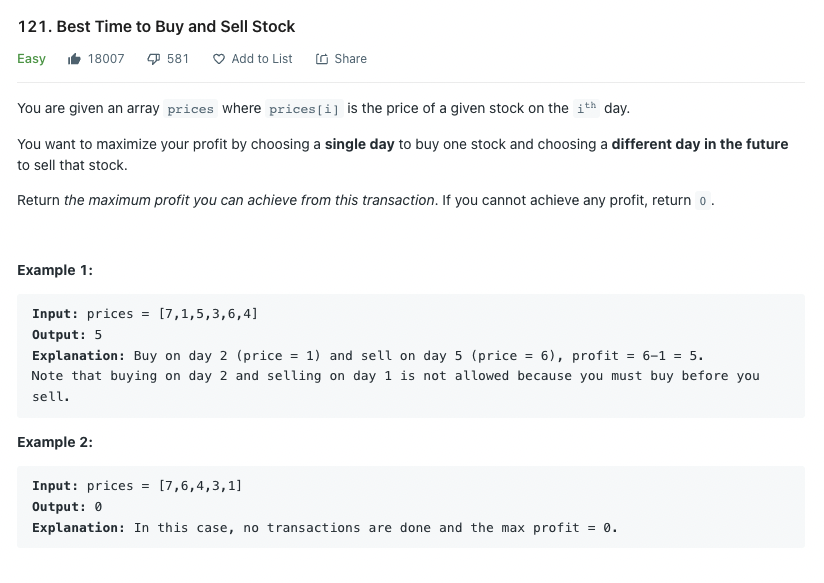 121. Best Time to Buy and Sell Stock
Easy 18007 581 Add to List Share
You are given an array prices where prices[i] is the price of a given stock on the ith day.
You want to maximize your profit by choosing a single day to buy one stock and choosing a different day in the future
to sell that stock.
Return the maximum profit you can achieve from this transaction. If you cannot achieve any profit, return 0.
Example 1:
Input: prices = [7,1,5,3,6,4]
Output: 5
Explanation: Buy on day 2 (price = 1) and sell on day 5 (price = 6), profit = 6-1 = 5.
Note that buying on day 2 and selling on day 1 is not allowed because you must buy before you
sell.
Example 2:
Input: prices = [7,6,4,3,1]
Output: 0
Explanation: In this case, no transactions are done and the max profit = 0.